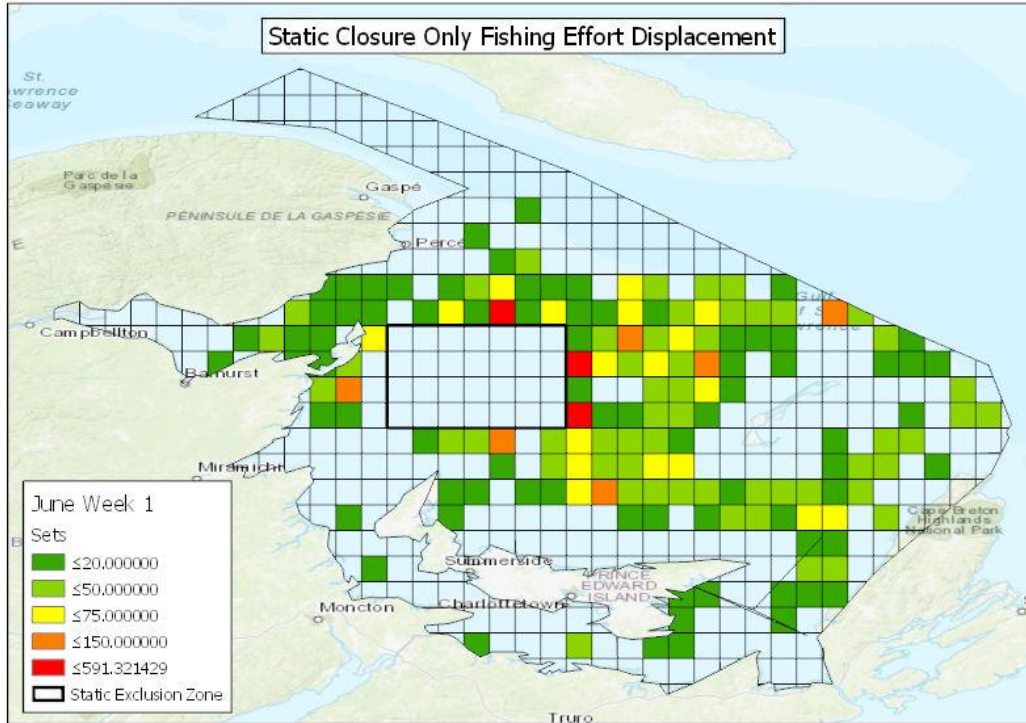 Static Closure Only Fishing Effort Displacement
St.
awrence
Seaway
Parc de la
Gaspésie
Gaspé
PÉNINSULE DE LA GASPÉSIE
Percé
Gulf
Campbellton
Bathurst
Miramichi
Cape Breton
Highlands
National Park
Summerside
PRINCE
EDWARD
ISLAND
Charlottetown
Moncton
Truro
June Week 1
Sets
≤20.000000
≤50.000000
≤75.000000
≤150.000000
≤591.321429
Static Exclusion Zone